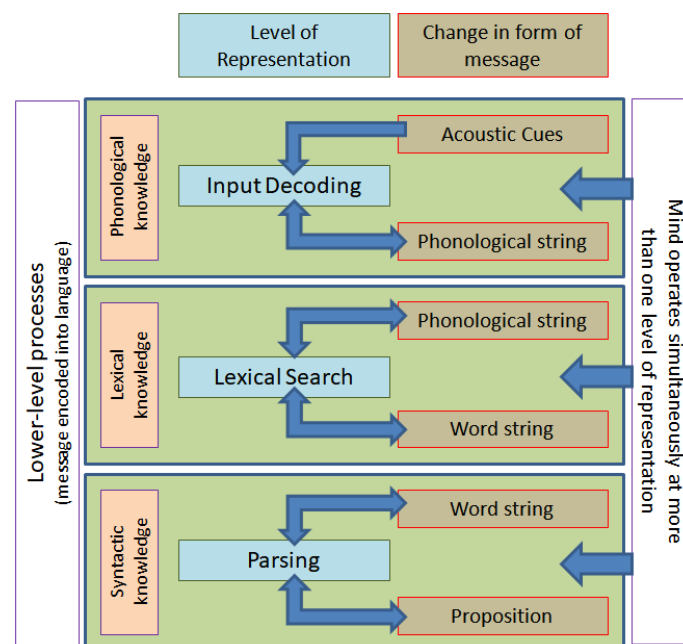 Level of
Representation
Change in form of
message
Lower-level processes
(message encoded into language)
Phonological
knowledge
Acoustic Cues
Input Decoding
Phonological string
Lexical
knowledge
Phonological string
Lexical Search
Word string
Syntactic
knowledge
Word string
Parsing
Proposition
Mind operates simultaneously at more
than one level of representation